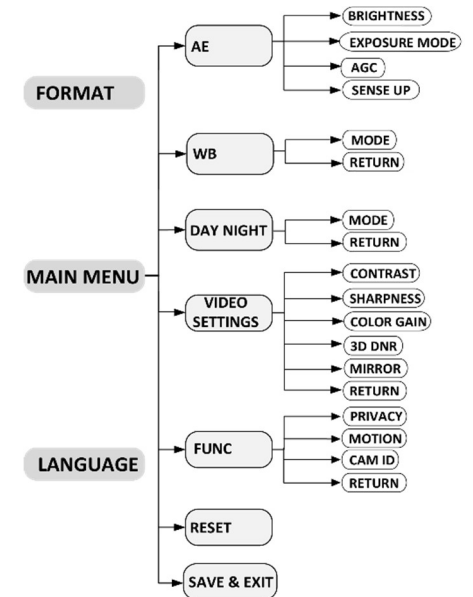 FORMAT
MAIN MENU
LANGUAGE
AE
BRIGHTNESS
EXPOSURE MODE
AGC
SENSE UP
WB
MODE
RETURN
DAY NIGHT
MODE
RETURN
VIDEO
SETTINGS
CONTRAST
SHARPNESS
COLOR GAIN
3D DNR
MIRROR
RETURN
FUNC
PRIVACY
MOTION
CAM ID
RETURN
RESET
SAVE & EXIT